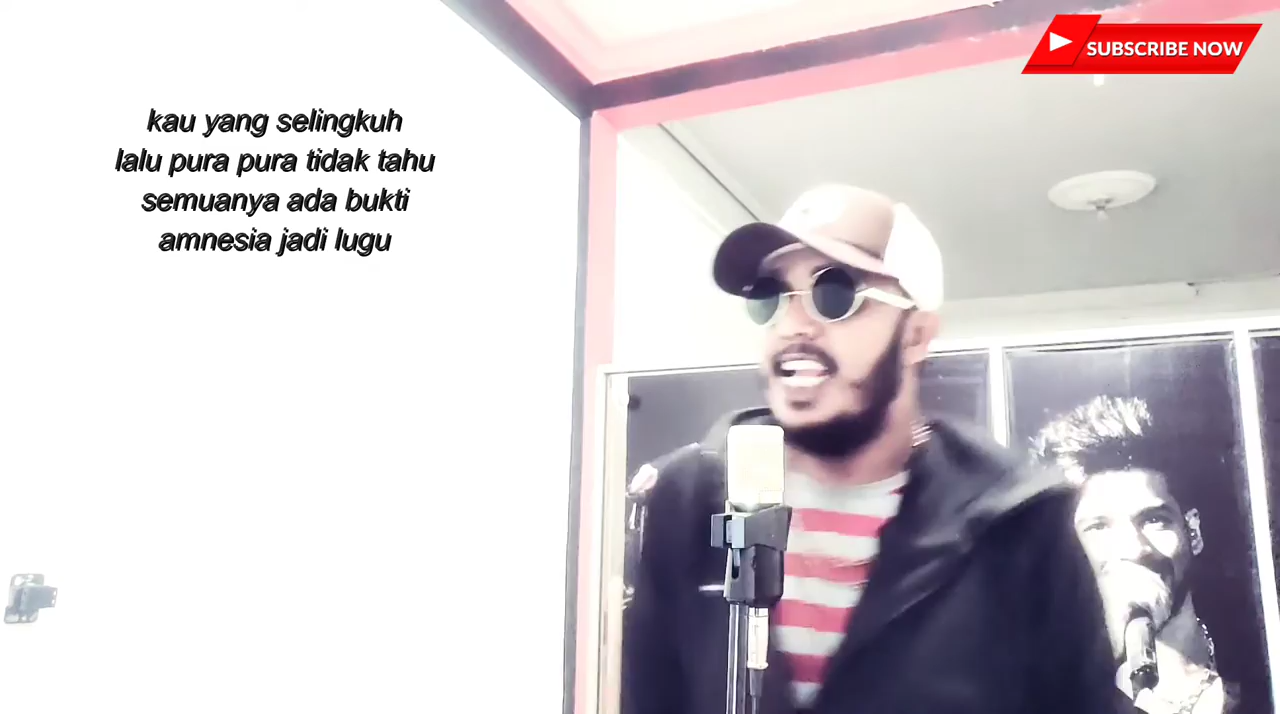 kau yang selingkuh
lalu pura pura tidak tahu
semuanya ada bukti
amnesia jadi lugu
SUBSCRIBE NOW